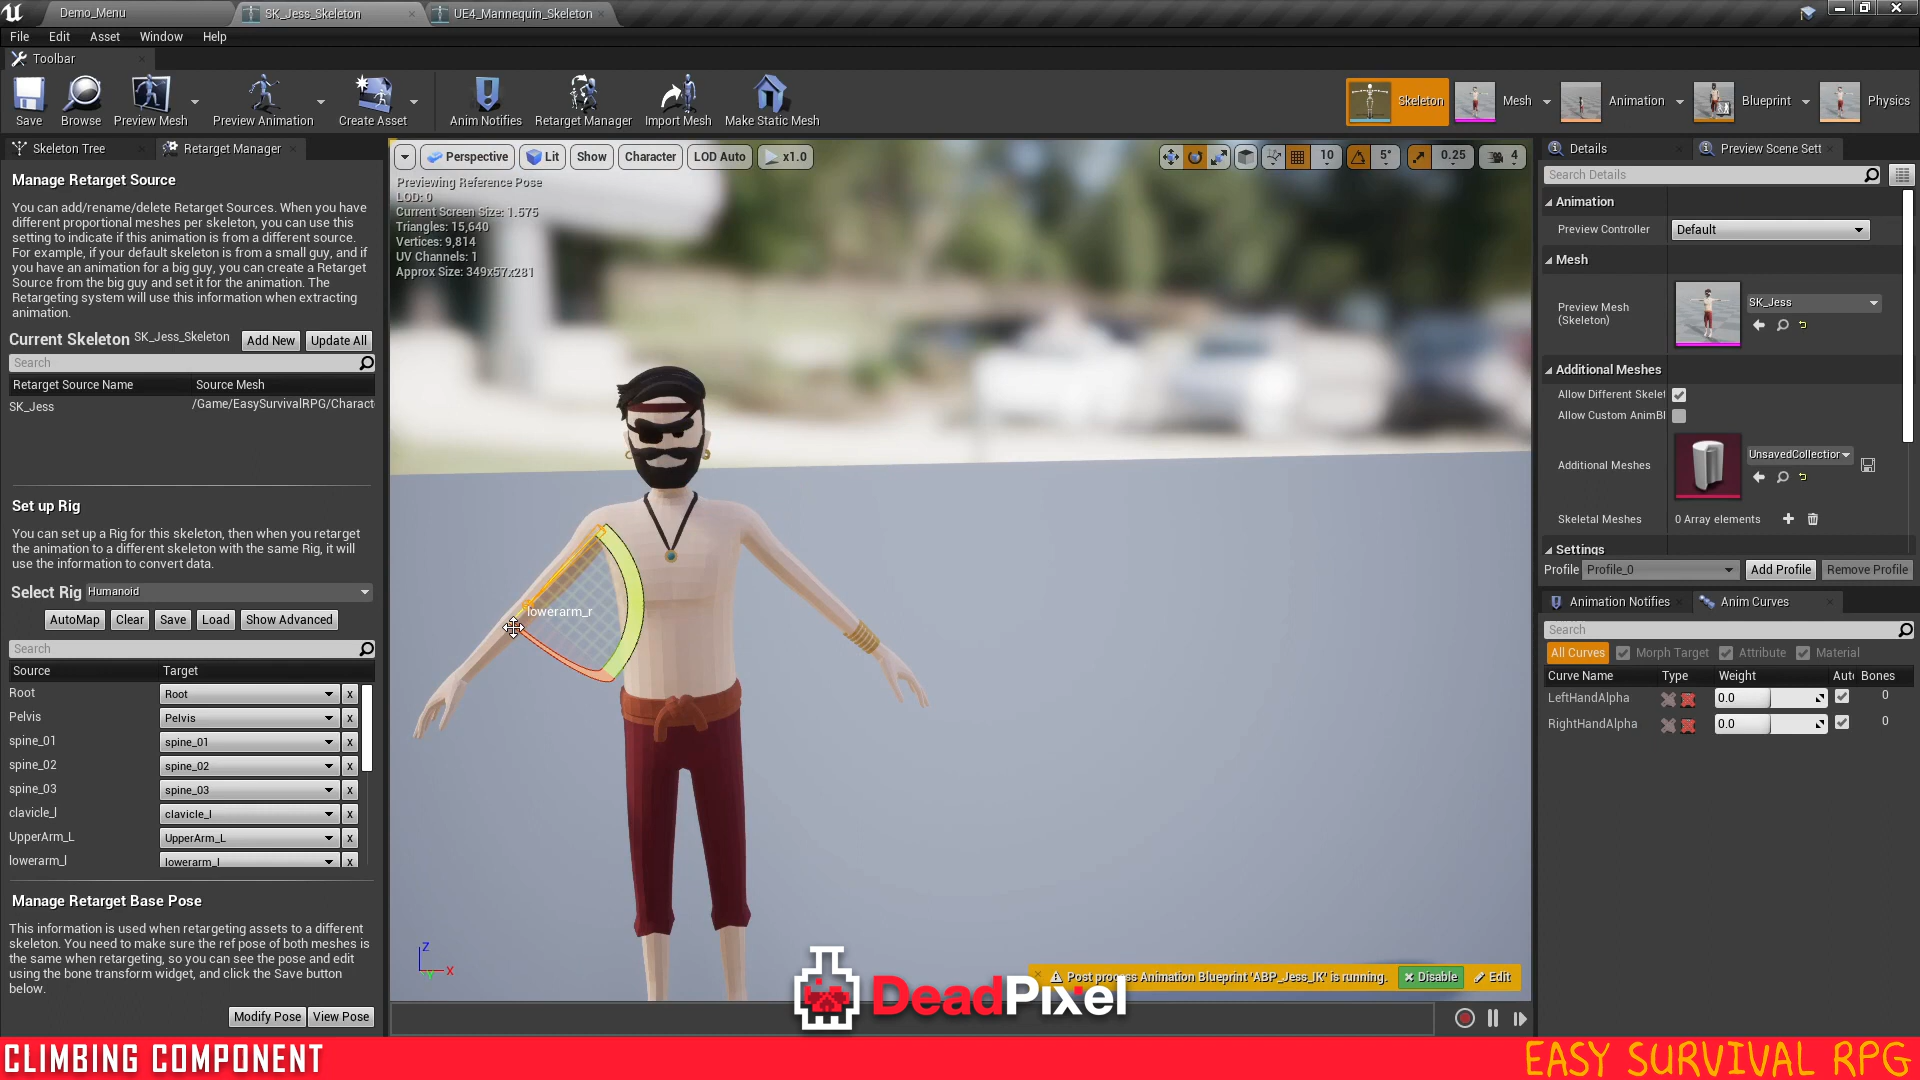 Demo_Menu
SK_Jess_Skeleton
UE4_Mannequin_Skeleton
File Edit Asset Window Help
Toolbar
Save
Browse
Preview Mesh
Preview Animation
Create Asset
Anim Notifies
Retarget Manager
Import Mesh
Make Static Mesh
Skeleton
Mesh
Animation
Blueprint
Physics
Skeleton Tree
Retarget Manager
Manage Retarget Source
You can add/rename/delete Retarget Sources. When you have
different proportional meshes per skeleton, you can use this
setting to indicate if this animation is from a different source.
For example, if your default skeleton is from a small guy, and if
you have an animation for a big guy, you can create a Retarget
Source from the big guy and set it for the animation. The
Retargeting system will use this information when extracting
animation.
Current Skeleton SK_Jess_Skeleton Add New Update All
Search
Retarget Source Name Source Mesh
SK_Jess /Game/EasySurvivalRPG/Charact
Set up Rig
You can set up a Rig for this skeleton, then when you retarget
the animation to a different skeleton with the same Rig, it will
use the information to convert data.
Select Rig Humanoid
AutoMap Clear Save Load Show Advanced
Search
Source Target
Root Root x
Pelvis Pelvis x
spine_01 spine_01 x
spine_02 spine_02 x
spine_03 spine_03 x
clavicle_l clavicle_l x
UpperArm_L UpperArm_L x
lowerarm_l lowerarm_l x
Manage Retarget Base Pose
This information is used when retargeting assets to a different
skeleton. You need to make sure the ref pose of both meshes is
the same when retargeting, so you can see the pose and edit
using the bone transform widget, and click the Save button
below.
Modify Pose View Pose
Perspective Lit Show Character LOD Auto x1.0
10 5° 0.25 4
Previewing Reference Pose
LOD: 0
Current Screen Size: 1.575
Triangles: 15,640
Vertices: 9,814
UV Channels: 1
Approx Size: 349x57x281
lowerarm_r
Z
Y
X
Post process Animation Blueprint 'ABP_Jess_IK' is running. Disable Edit
DeadPixel
Details
Preview Scene Sett
Search Details
Animation
Preview Controller Default
Mesh
Preview Mesh
(Skeleton)
SK_Jess
Additional Meshes
Allow Different Skelet
Allow Custom AnimBl
Additional Meshes UnsavedCollection
Skeletal Meshes 0 Array elements
Settings
Profile Profile_0 Add Profile Remove Profile
Animation Notifies
Anim Curves
Search
All Curves Morph Target Attribute Material
Curve Name Type Weight Aut Bones
LeftHandAlpha 0.0 0
RightHandAlpha 0.0 0
CLIMBING COMPONENT
EASY SURVIVAL RPG